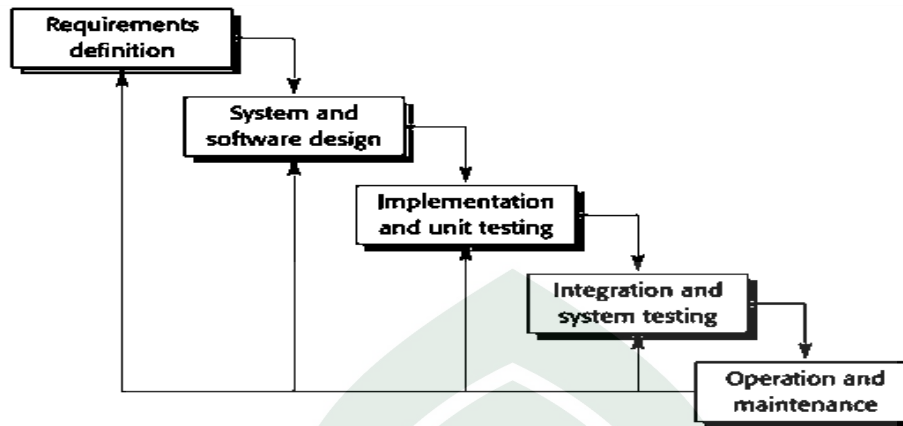 Requirements
definition
System and
software design
Implementation
and unit testing
Integration and
system testing
Operation and
maintenance